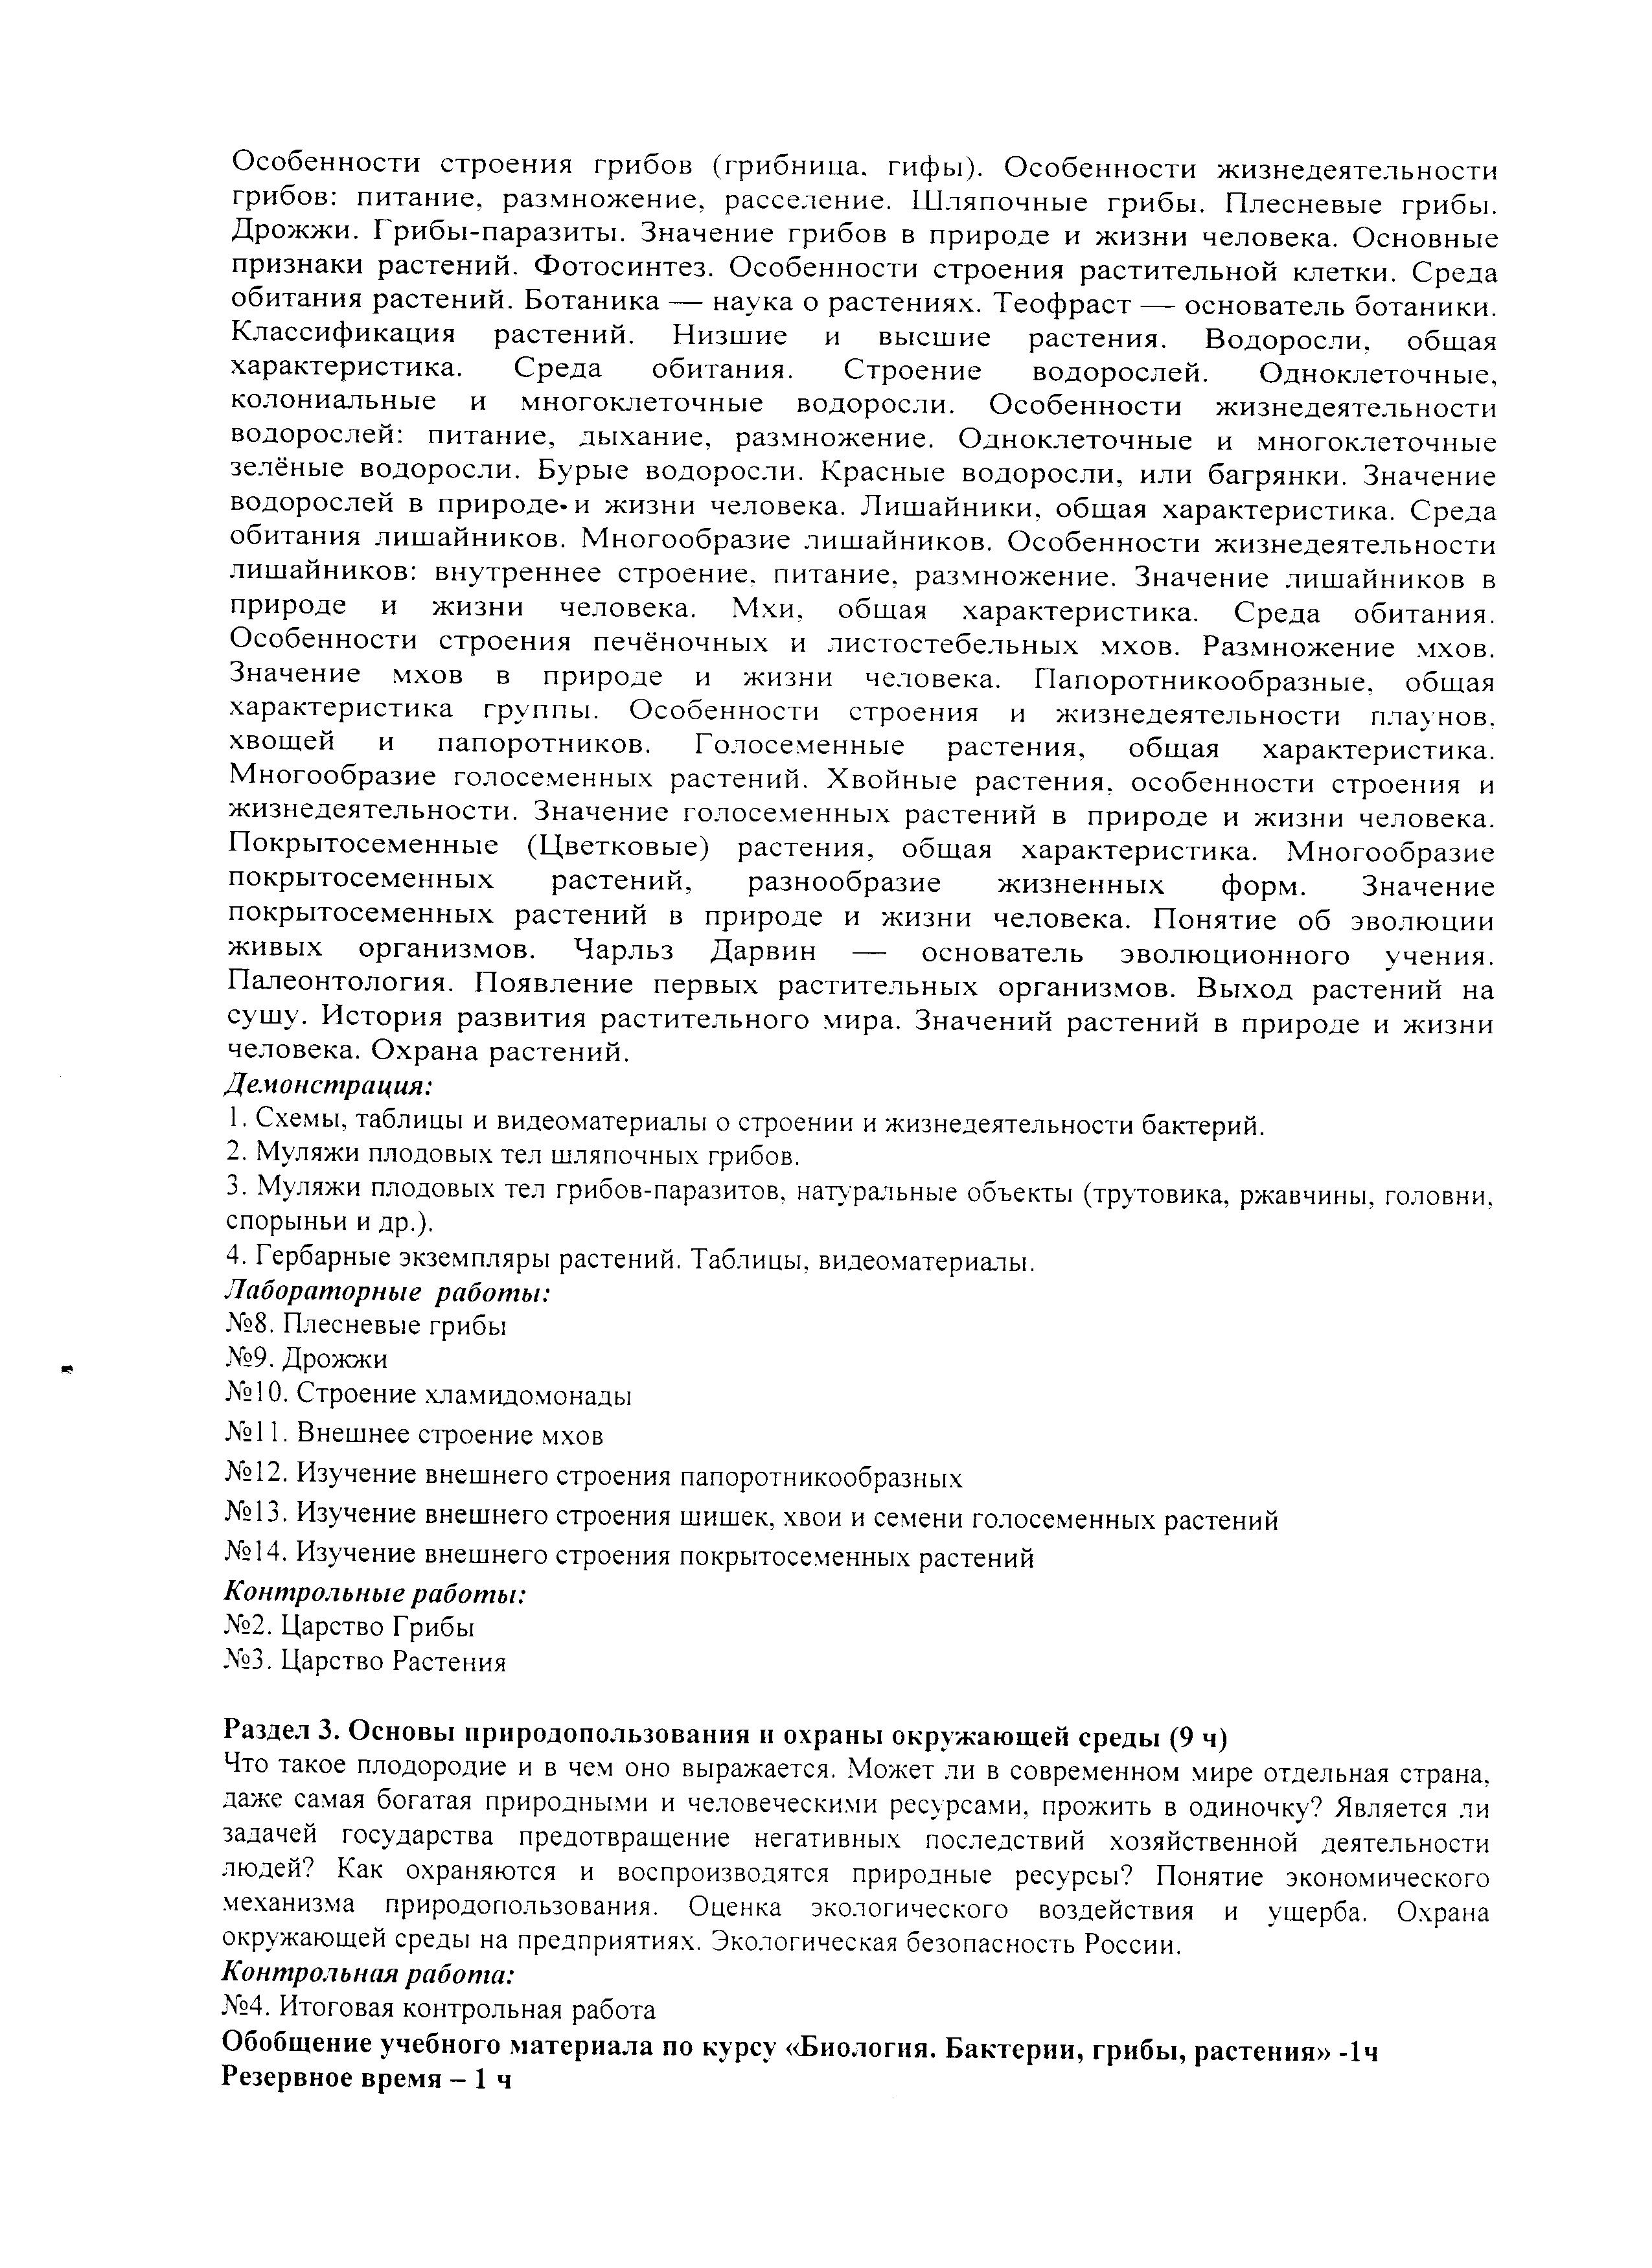 Особенности строения грибов (грибница, гифы). Особенности жизнедеятельности
грибов: питание, размножение, расселение. Шляпочные грибы. Плесневые грибы.
Дрожжи. Грибы-паразиты. Значение грибов в природе и жизни человека. Основные
признаки растений. Фотосинтез. Особенности строения растительной клетки. Среда
обитания растений. Ботаника — наука о растениях. Теофраст — основатель ботаники.
Классификация растений. Низшие и высшие растения. Водоросли, общая
характеристика. Среда обитания. Строение водорослей. Одноклеточные,
колониальные и многоклеточные водоросли. Особенности жизнедеятельности
водорослей: питание, дыхание, размножение. Одноклеточные и многоклеточные
зелёные водоросли. Бурые водоросли. Красные водоросли, или багрянки. Значение
водорослей в природе и жизни человека. Лишайники, общая характеристика. Среда
обитания лишайников. Многообразие лишайников. Особенности жизнедеятельности
лишайников: внутреннее строение, питание, размножение. Значение лишайников в
природе и жизни человека. Мхи, общая характеристика. Среда обитания.
Особенности строения печёночных и листостебельных мхов. Размножение мхов.
Значение мхов в природе и жизни человека. Папоротникообразные, общая
характеристика группы. Особенности строения и жизнедеятельности плаунов,
хвощей и папоротников. Голосеменные растения, общая характеристика.
Многообразие голосеменных растений. Хвойные растения, особенности строения и
жизнедеятельности. Значение голосеменных растений в природе и жизни человека.
Покрытосеменные (Цветковые) растения, общая характеристика. Многообразие
покрытосеменных растений, разнообразие жизненных форм. Значение
покрытосеменных растений в природе и жизни человека. Понятие об эволюции
живых организмов. Чарльз Дарвин — основатель эволюционного учения.
Палеонтология. Появление первых растительных организмов. Выход растений на
сушу. История развития растительного мира. Значений растений в природе и жизни
человека. Охрана растений.
Демонстрация:
1. Схемы, таблицы и видеоматериалы о строении и жизнедеятельности бактерий.
2. Муляжи плодовых тел шляпочных грибов.
3. Муляжи плодовых тел грибов-паразитов, натуральные объекты (трутовика, ржавчины, головни,
спорыньи и др.).
4. Гербарные экземпляры растений. Таблицы, видеоматериалы.
Лабораторные работы:
№8. Плесневые грибы
№9. Дрожжи
№10. Строение хламидомонады
№11. Внешнее строение мхов
№12. Изучение внешнего строения папоротникообразных
№13. Изучение внешнего строения шишек, хвои и семени голосеменных растений
№14. Изучение внешнего строения покрытосеменных растений
Контрольные работы:
№2. Царство Грибы
№3. Царство Растения
Раздел 3. Основы природопользования и охраны окружающей среды (9 ч)
Что такое плодородие и в чем оно выражается. Может ли в современном мире отдельная страна,
даже самая богатая природными и человеческими ресурсами, прожить в одиночку? Является ли
задачей государства предотвращение негативных последствий хозяйственной деятельности
людей? Как охраняются и воспроизводятся природные ресурсы? Понятие экономического
механизма природопользования. Оценка экологического воздействия и ущерба. Охрана
окружающей среды на предприятиях. Экологическая безопасность России.
Контрольная работа:
№4. Итоговая контрольная работа
Обобщение учебного материала по курсу «Биология. Бактерии, грибы, растения» -1ч
Резервное время – 1 ч